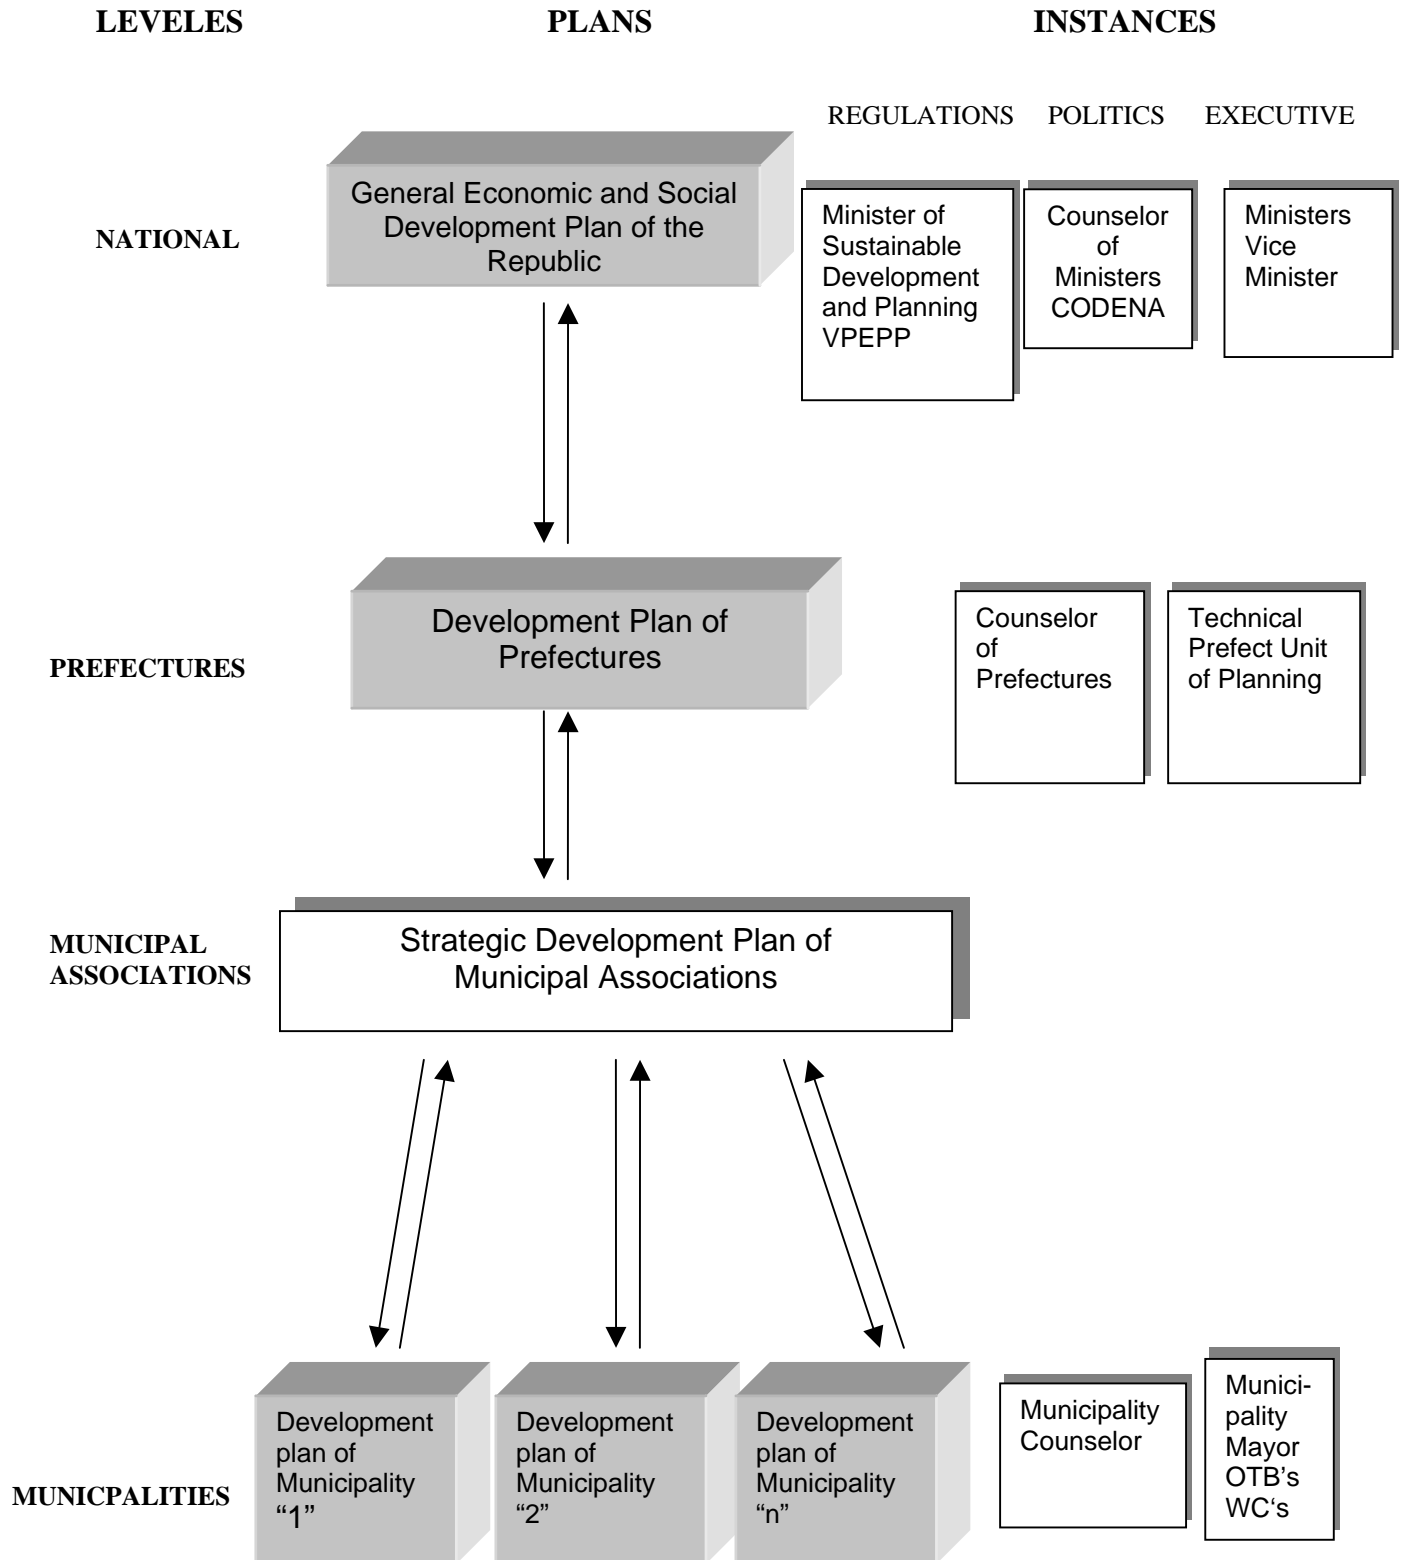 LEVELES PLANS INSTANCES
REGULATIONS POLITICS EXECUTIVE
NATIONAL
General Economic and Social
Development Plan of the
Republic
Minister of
Sustainable
Development
and Planning
VPEPP
Counselor
of
Ministers
CODENA
Ministers
Vice
Minister
PREFECTURES
Development Plan of
Prefectures
Counselor
of
Prefectures
Technical
Prefect Unit
of Planning
MUNICIPAL
ASSOCIATIONS
Strategic Development Plan of
Municipal Associations
MUNICPALITIES
Development
plan of
Municipality
“1”
Development
plan of
Municipality
“2”
Development
plan of
Municipality
“n”
Municipality
Counselor
Munici-
pality
Mayor
OTB’s
WC‘s